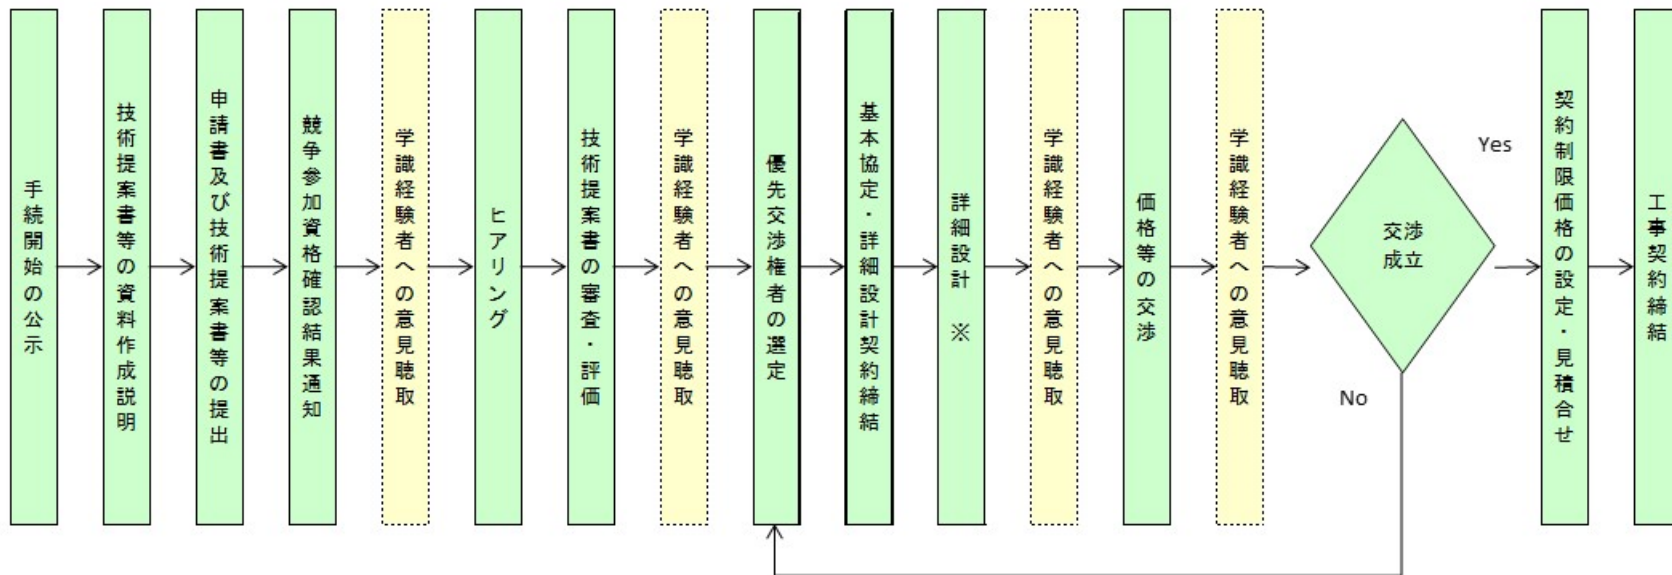 手続開始の公示
技術提案書等の資料作成説明
申請書及び技術提案書等の提出
競争参加資格確認結果通知
学識経験者への意見聴取
ヒアリング
技術提案書の審査・評価
学識経験者への意見聴取
優先交渉権者の選定
基本協定・詳細設計契約締結
詳細設計　※
学識経験者への意見聴取
価格等の交渉
学識経験者への意見聴取
交渉
成立
Yes
No
契約制限価格の設定・見積合せ
工事契約締結